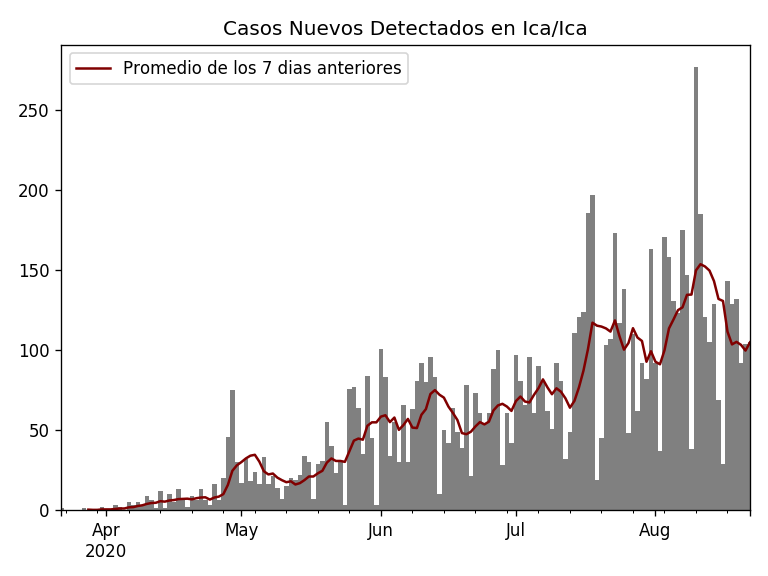 Casos Nuevos Detectados en Ica/Ica
Promedio de los 7 dias anteriores
250
200
150
100
50
0
Apr May Jun Jul Aug
2020